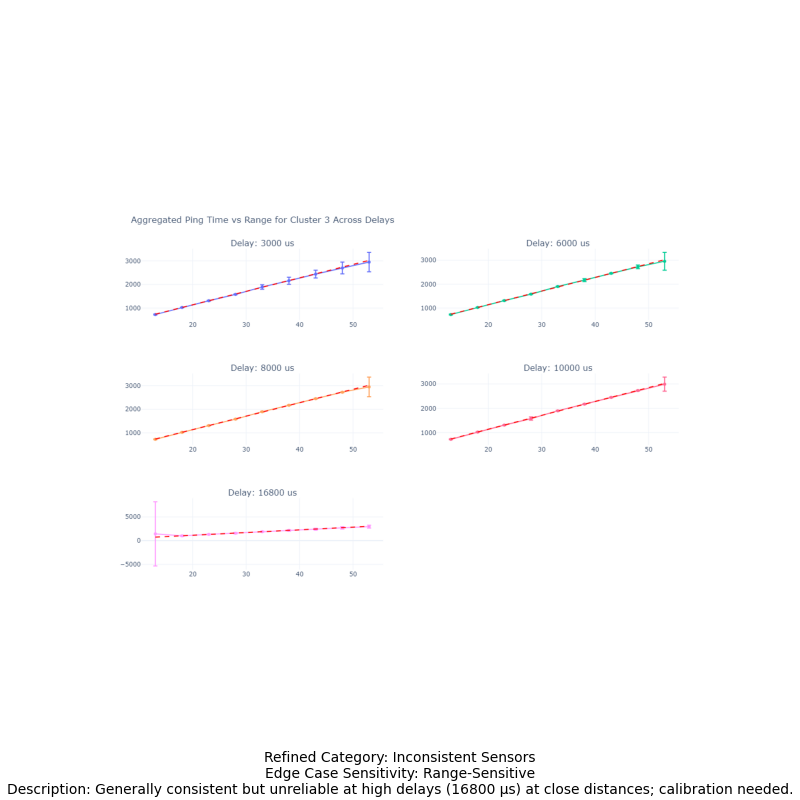 Aggregated Ping Time vs Range for Cluster 3 Across Delays
Delay: 3000 us
3000
2000
1000
20 30 40 50
Delay: 6000 us
3000
2000
1000
20 30 40 50
Delay: 8000 us
3000
2000
1000
20 30 40 50
Delay: 10000 us
3000
2000
1000
20 30 40 50
Delay: 16800 us
5000
0
−5000
20 30 40 50
Refined Category: Inconsistent Sensors
Edge Case Sensitivity: Range-Sensitive
Description: Generally consistent but unreliable at high delays (16800 µs) at close distances; calibration needed.